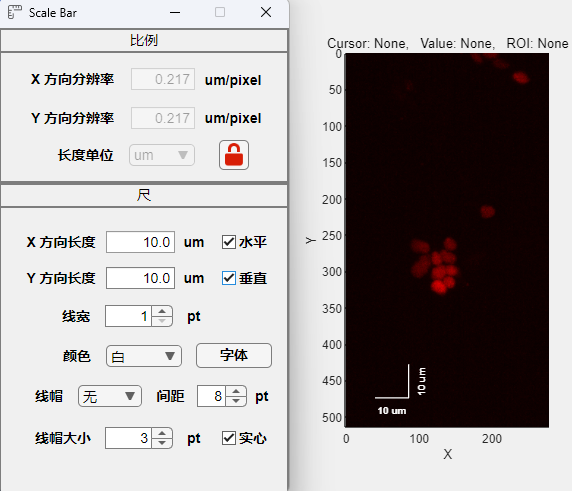 Scale Bar
比例
X 方向分辨率 0.217 um/pixel
Y 方向分辨率 0.217 um/pixel
长度单位 um
尺
X 方向长度 10.0 um 水平
Y 方向长度 10.0 um 垂直
线宽 1 pt
颜色 白 字体
线帽 无 间距 8 pt
线帽大小 3 pt 实心
Cursor: None, Value: None, ROI: None
0
50
100
150
200
250
300
350
400
450
500
Y
10 um
10 um
0 100 200
X